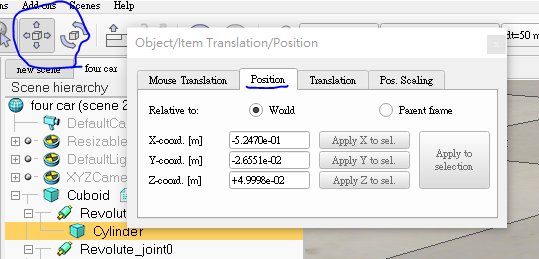 Add-ons Scenes
dt=50 m
Object/Item Translation/Position
new scene four car
Mouse Translation Position Translation Pos. Scaling
Scene hierarchy
four car (scene 2
Relative to: World Parent frame
DefaultCa
Resizable
X-coord. [m] -5.2470e-01 Apply X to sel.
DefaultLig
Y-coord. [m] -2.6551e-02 Apply Y to sel. Apply to selection
XYZCame
Z-coord. [m] +4.9998e-02 Apply Z to sel.
Cuboid
Revolute
Cylinder
Revolute_joint0